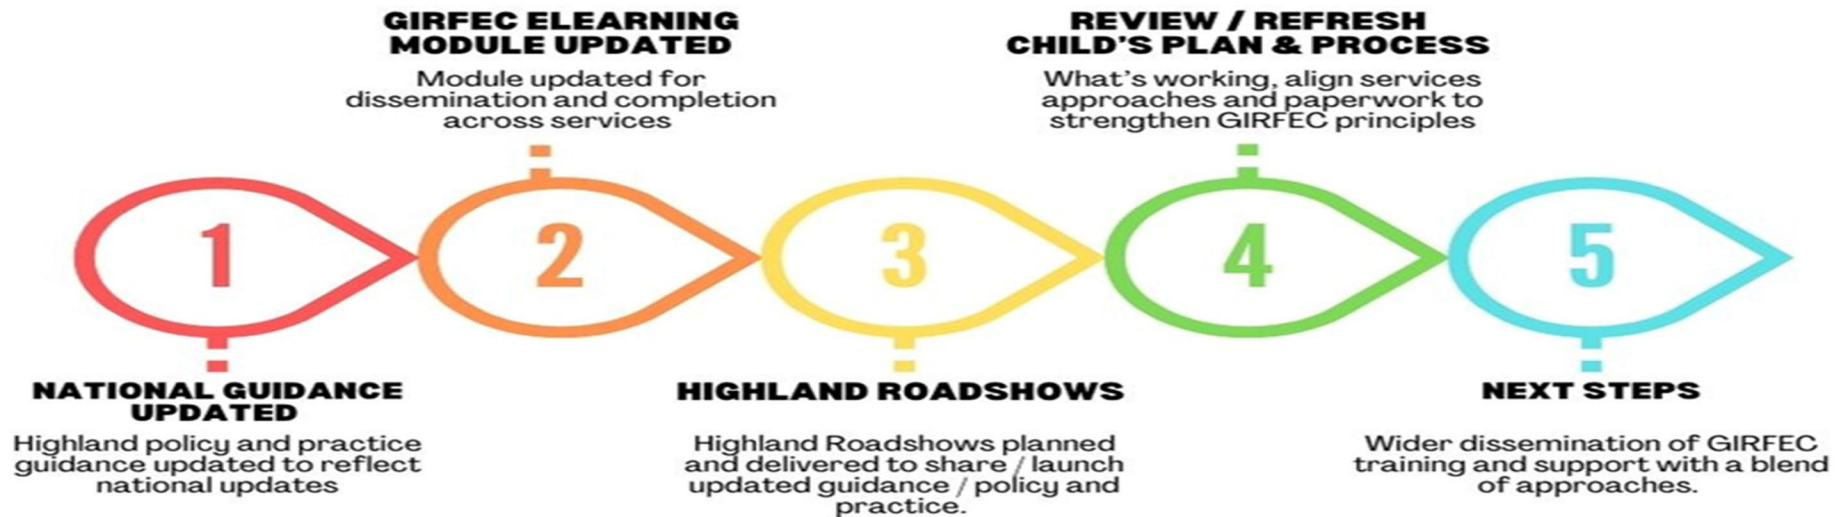 1
NATIONAL GUIDANCE
UPDATED
Highland policy and practice
guidance updated to reflect
national updates
GIRFEC ELEARNING
MODULE UPDATED
Module updated for
dissemination and completion
across services
2
3
HIGHLAND ROADSHOWS
Highland Roadshows planned
and delivered to share / launch
updated guidance / policy and
practice.
REVIEW / REFRESH
CHILD'S PLAN & PROCESS
What's working, align services
approaches and paperwork to
strengthen GIRFEC principles
4
5
NEXT STEPS
Wider dissemination of GIRFEC
training and support with a blend
of approaches.